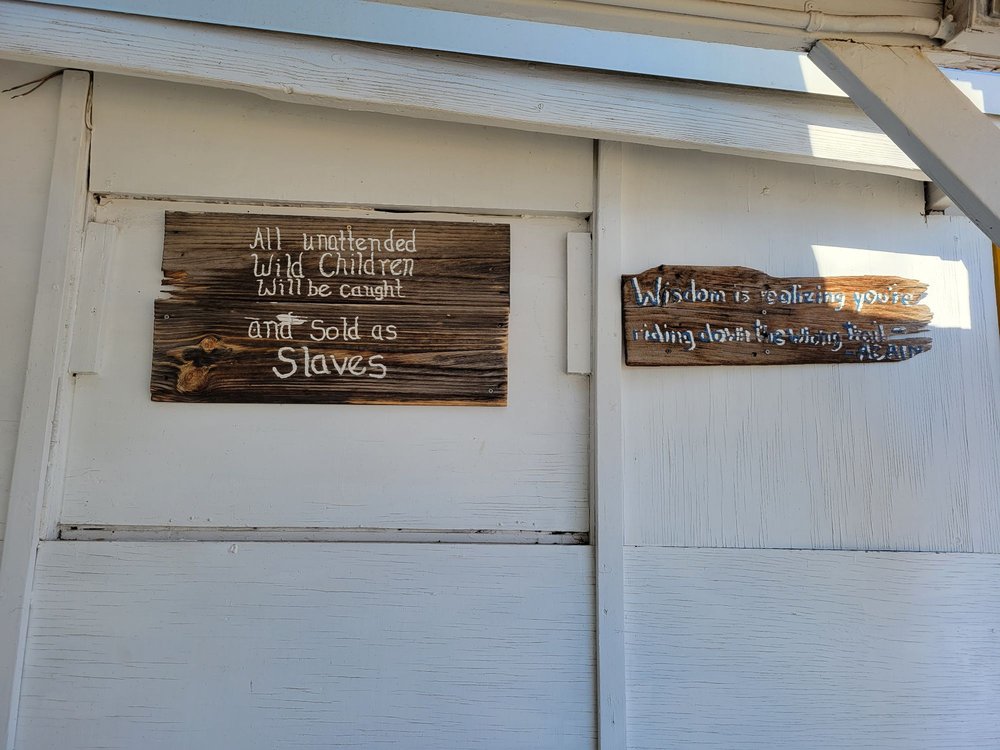 All unattended
Wild Children
Will be caught
and Sold as
Slaves
Wisdom is realizing you're
riding down the wrong trail -
- AGAIN